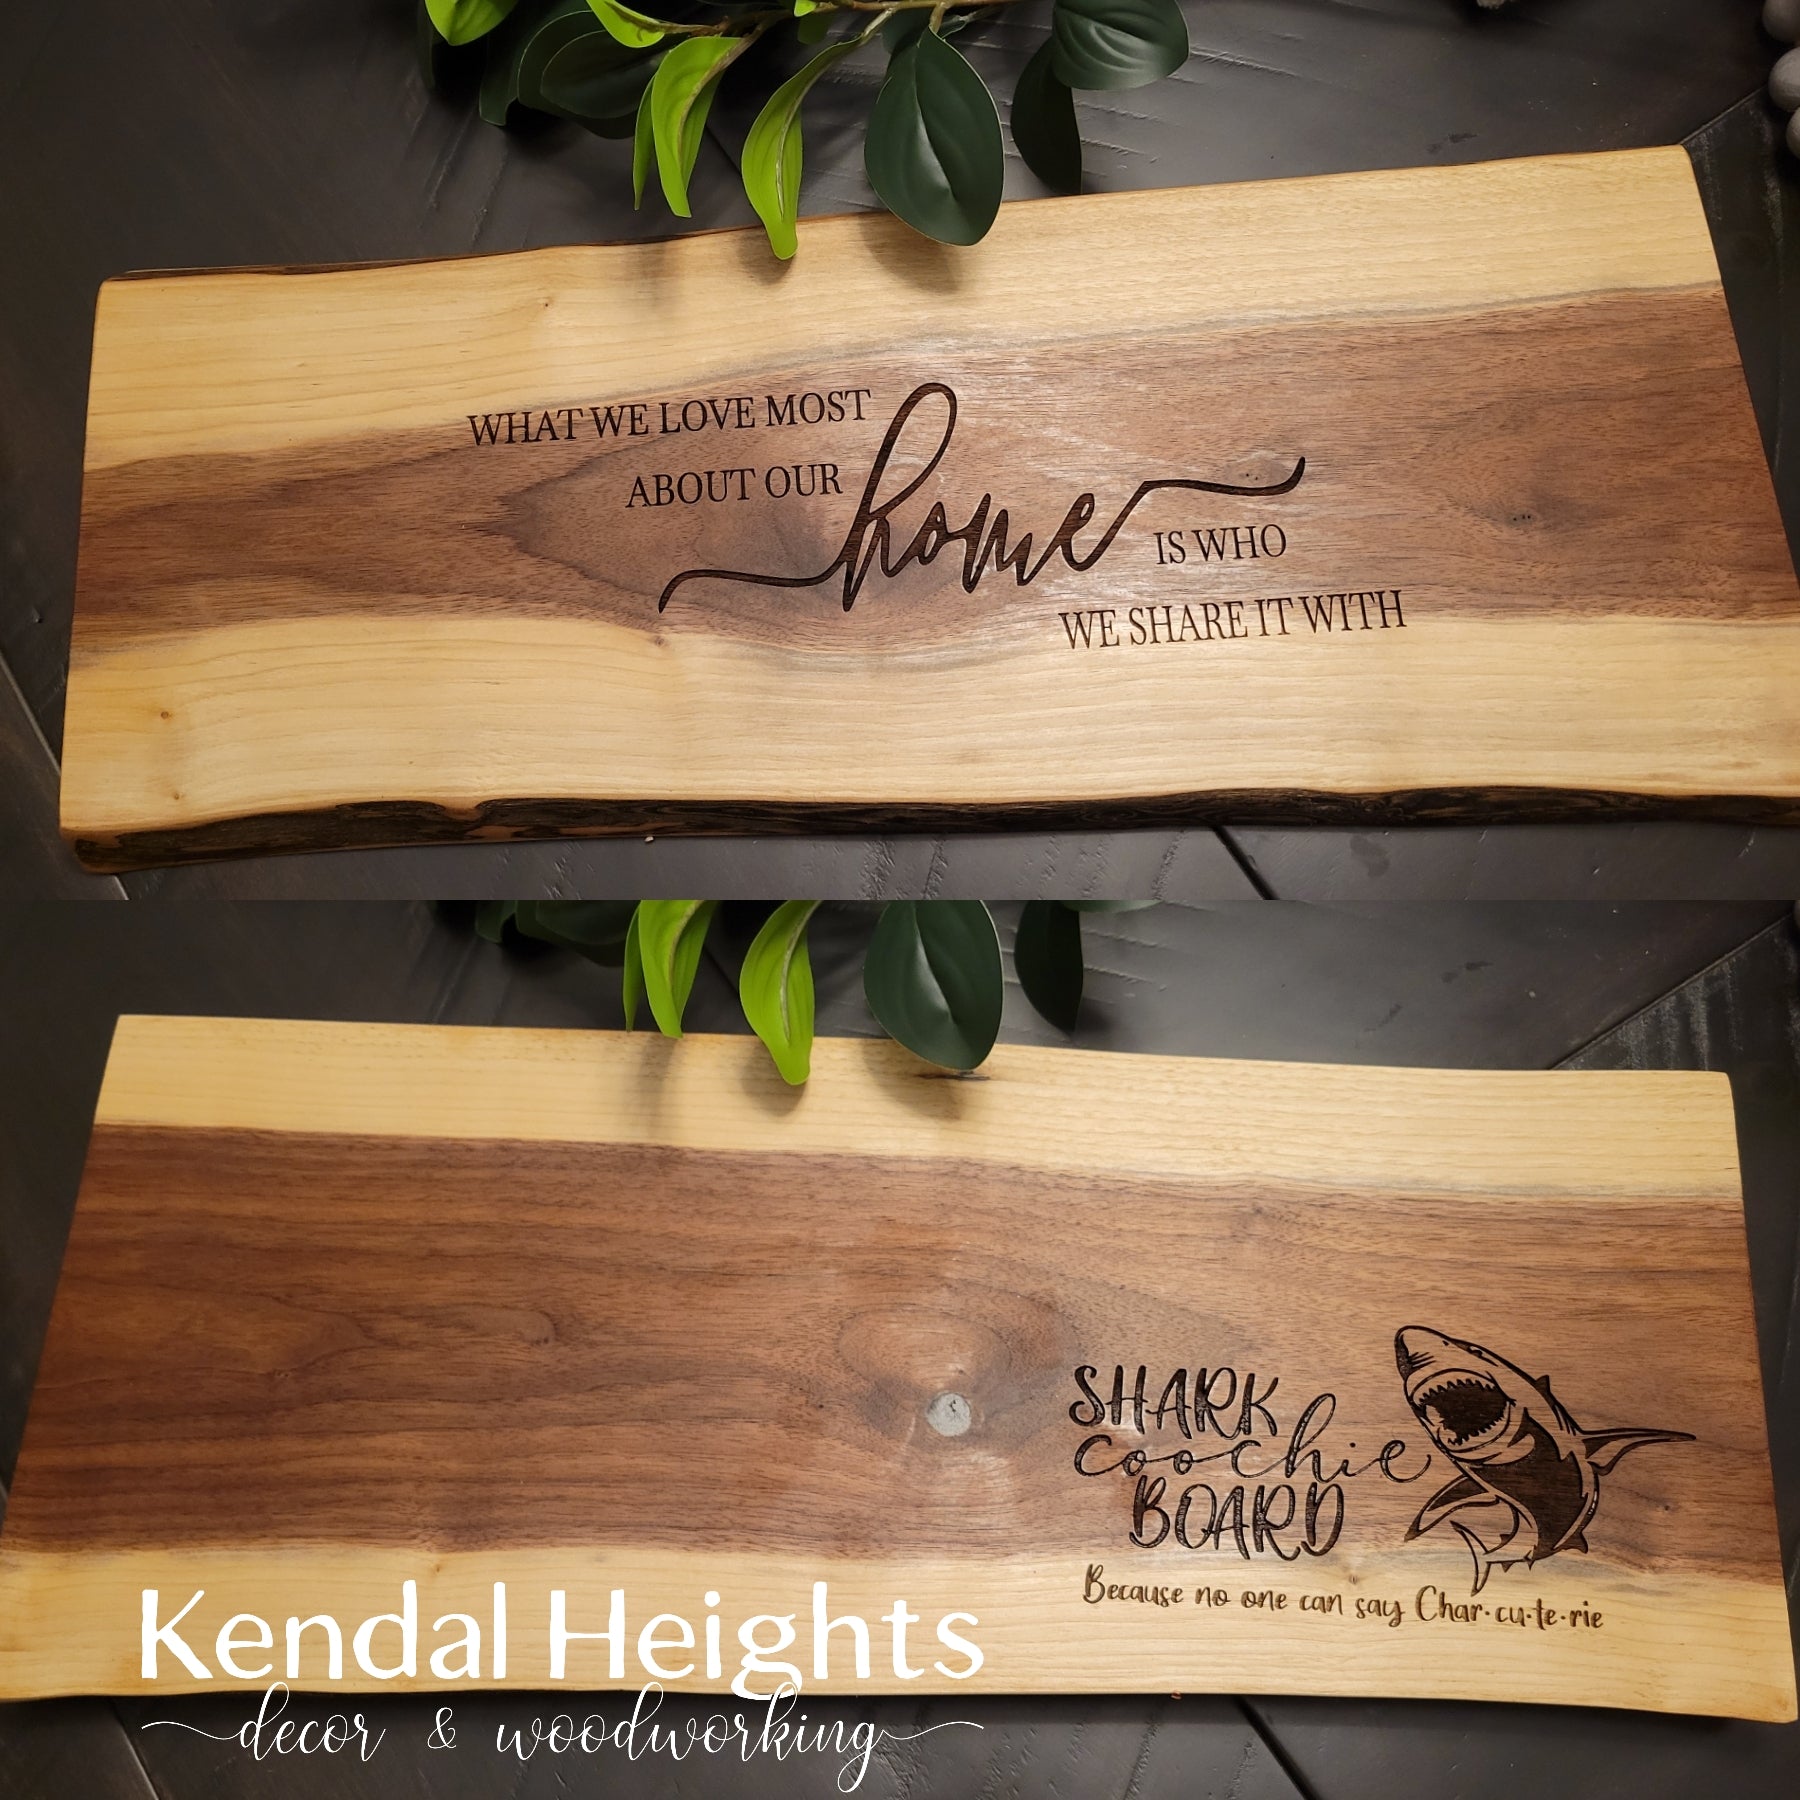 WHAT WE LOVE MOST
ABOUT OUR
home
IS WHO
WE SHARE IT WITH
SHARK
coochie
BOARD
Because no one can say Char·cu·te·rie
Kendal Heights
decor & woodworking